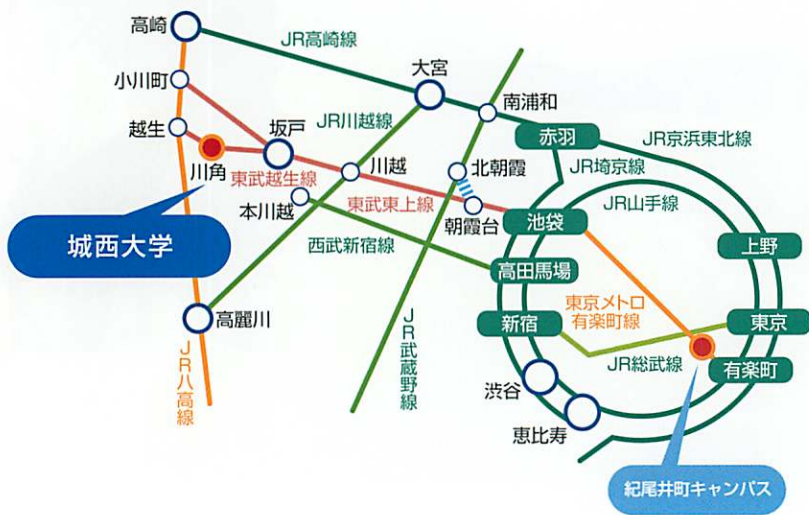 高崎
JR高崎線
大宮
小川町
南浦和
越生
坂戸
JR川越線
赤羽
JR京浜東北線
川角
東武越生線
川越
北朝霞
JR埼京線
本川越
東武東上線
朝霞台
池袋
JR山手線
城西大学
西武新宿線
高田馬場
上野
高麗川
新宿
東京メトロ
有楽町線
東京
JR八高線
JR武蔵野線
渋谷
JR総武線
有楽町
恵比寿
紀尾井町キャンパス